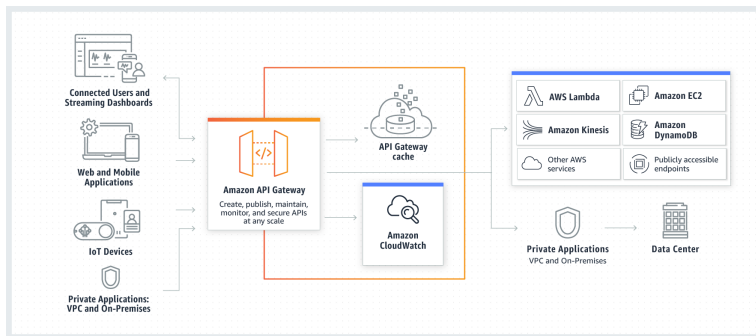 Connected Users and
Streaming Dashboards
Web and Mobile
Applications
IoT Devices
Private Applications:
VPC and On-Premises
</>
Amazon API Gateway
Create, publish, maintain,
monitor, and secure APIs
at any scale
API Gateway
cache
Amazon
CloudWatch
AWS Lambda
Amazon EC2
Amazon Kinesis
Amazon
DynamoDB
Other AWS
services
Publicly accessible
endpoints
Private Applications
VPC and On-Premises
Data Center